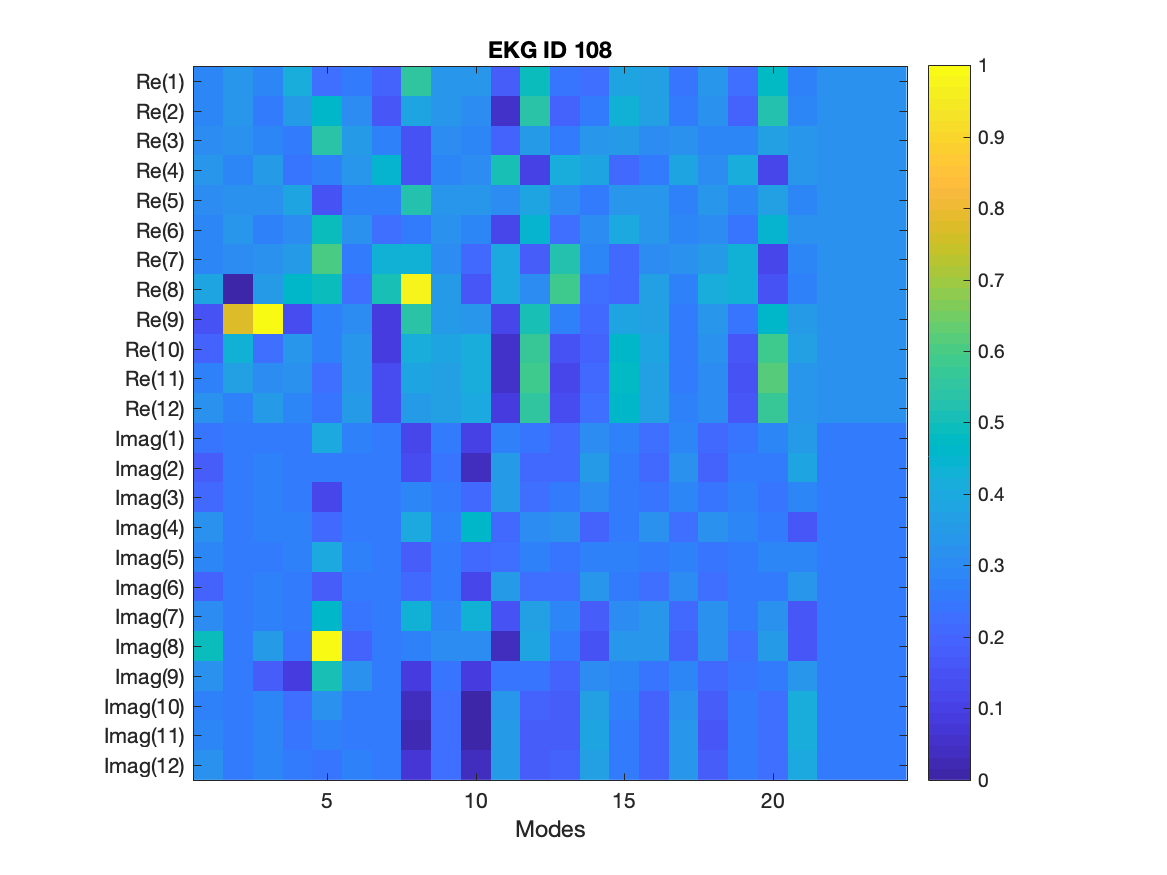 EKG ID 108
Re(1)
Re(2)
Re(3)
Re(4)
Re(5)
Re(6)
Re(7)
Re(8)
Re(9)
Re(10)
Re(11)
Re(12)
Imag(1)
Imag(2)
Imag(3)
Imag(4)
Imag(5)
Imag(6)
Imag(7)
Imag(8)
Imag(9)
Imag(10)
Imag(11)
Imag(12)
5 10 15 20
Modes
1
0.9
0.8
0.7
0.6
0.5
0.4
0.3
0.2
0.1
0